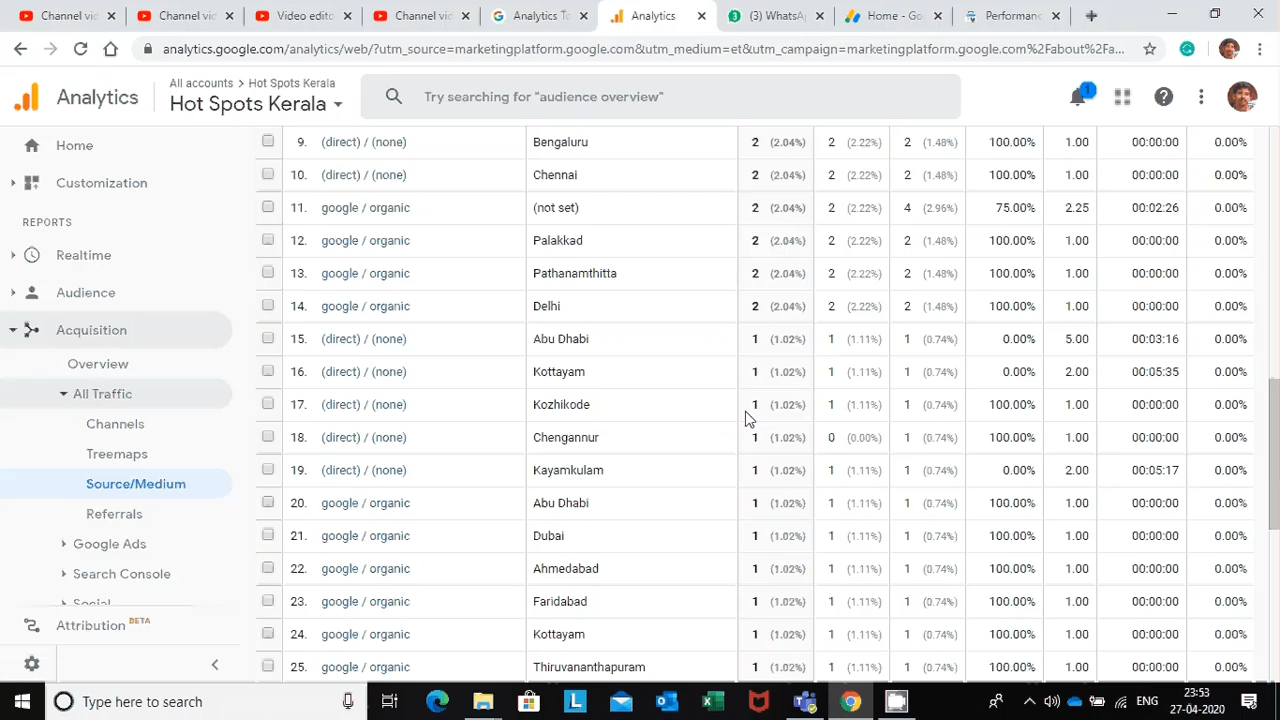 Channel vi
Channel vi
Video edito
Channel vi
Analytics To
Analytics
(3) WhatsA
Home - Go
Performanc
analytics.google.com/analytics/web/?utm_source=marketingplatform.google.com&utm_medium=et&utm_campaign=marketingplatform.google.com%2Fabout%2Fa...
Analytics
All accounts > Hot Spots Kerala
Hot Spots Kerala
Try searching for "audience overview"
1
Home
Customization
REPORTS
Realtime
Audience
Acquisition
Overview
All Traffic
Channels
Treemaps
Source/Medium
Referrals
Google Ads
Search Console
Social
Attribution BETA
9. (direct) / (none) Bengaluru 2 (2.04%) 2 (2.22%) 2 (1.48%) 100.00% 1.00 00:00:00 0.00%
10. (direct) / (none) Chennai 2 (2.04%) 2 (2.22%) 2 (1.48%) 100.00% 1.00 00:00:00 0.00%
11. google / organic (not set) 2 (2.04%) 2 (2.22%) 4 (2.96%) 75.00% 2.25 00:02:26 0.00%
12. google / organic Palakkad 2 (2.04%) 2 (2.22%) 2 (1.48%) 100.00% 1.00 00:00:00 0.00%
13. google / organic Pathanamthitta 2 (2.04%) 2 (2.22%) 2 (1.48%) 100.00% 1.00 00:00:00 0.00%
14. google / organic Delhi 2 (2.04%) 2 (2.22%) 2 (1.48%) 100.00% 1.00 00:00:00 0.00%
15. (direct) / (none) Abu Dhabi 1 (1.02%) 1 (1.11%) 1 (0.74%) 0.00% 5.00 00:03:16 0.00%
16. (direct) / (none) Kottayam 1 (1.02%) 1 (1.11%) 1 (0.74%) 0.00% 2.00 00:05:35 0.00%
17. (direct) / (none) Kozhikode 1 (1.02%) 1 (1.11%) 1 (0.74%) 100.00% 1.00 00:00:00 0.00%
18. (direct) / (none) Chengannur 1 (1.02%) 0 (0.00%) 1 (0.74%) 100.00% 1.00 00:00:00 0.00%
19. (direct) / (none) Kayamkulam 1 (1.02%) 1 (1.11%) 1 (0.74%) 0.00% 2.00 00:05:17 0.00%
20. google / organic Abu Dhabi 1 (1.02%) 1 (1.11%) 1 (0.74%) 100.00% 1.00 00:00:00 0.00%
21. google / organic Dubai 1 (1.02%) 1 (1.11%) 1 (0.74%) 100.00% 1.00 00:00:00 0.00%
22. google / organic Ahmedabad 1 (1.02%) 1 (1.11%) 1 (0.74%) 100.00% 1.00 00:00:00 0.00%
23. google / organic Faridabad 1 (1.02%) 1 (1.11%) 1 (0.74%) 100.00% 1.00 00:00:00 0.00%
24. google / organic Kottayam 1 (1.02%) 1 (1.11%) 1 (0.74%) 100.00% 1.00 00:00:00 0.00%
25. google / organic Thiruvananthapuram 1 (1.02%) 1 (1.11%) 1 (0.74%) 100.00% 1.00 00:00:00 0.00%
Type here to search
ENG
23:53
27-04-2020